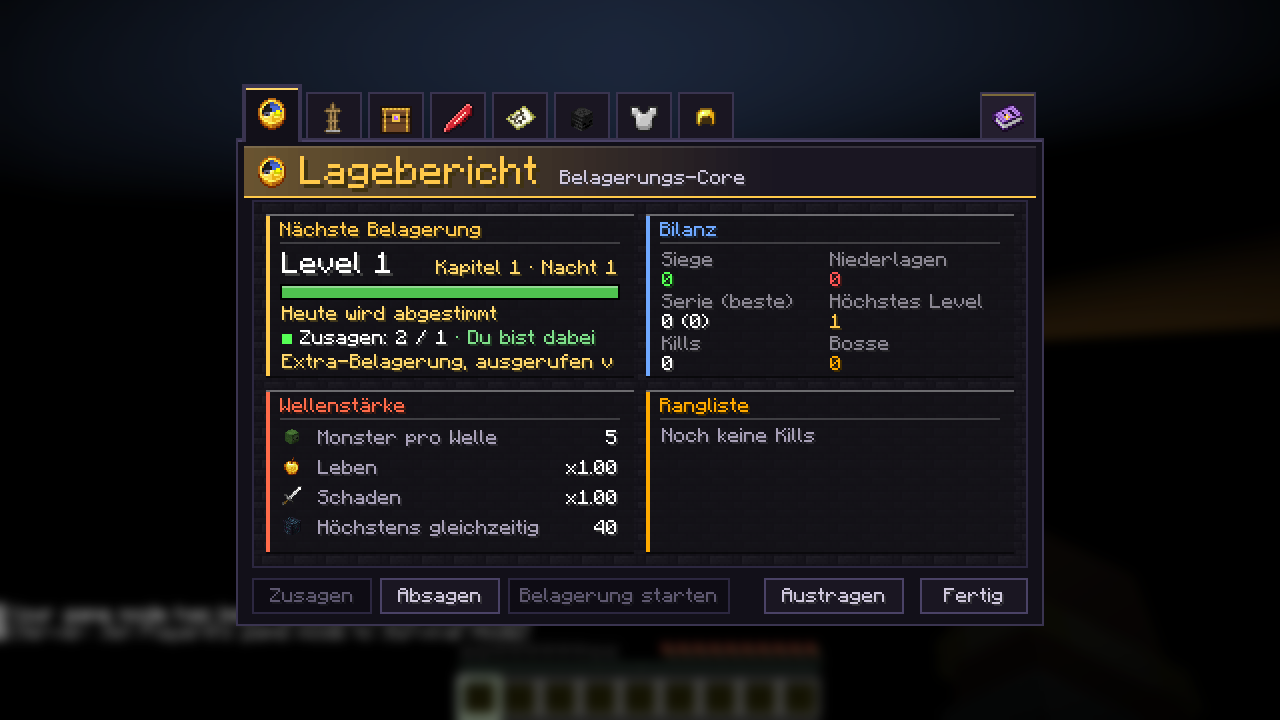 Lagebericht Belagerungs-Core
Nächste Belagerung
Level 1 Kapitel 1 · Nacht 1
Heute wird abgestimmt
Zusagen: 2 / 1 · Du bist dabei
Extra-Belagerung, ausgerufen v
Bilanz
Siege Niederlagen
0 0
Serie (beste) Höchstes Level
0 (0) 1
Kills Bosse
0 0
Wellenstärke
Monster pro Welle 5
Leben x1.00
Schaden x1.00
Höchstens gleichzeitig 40
Rangliste
Noch keine Kills
Zusagen Absagen Belagerung starten Austragen Fertig